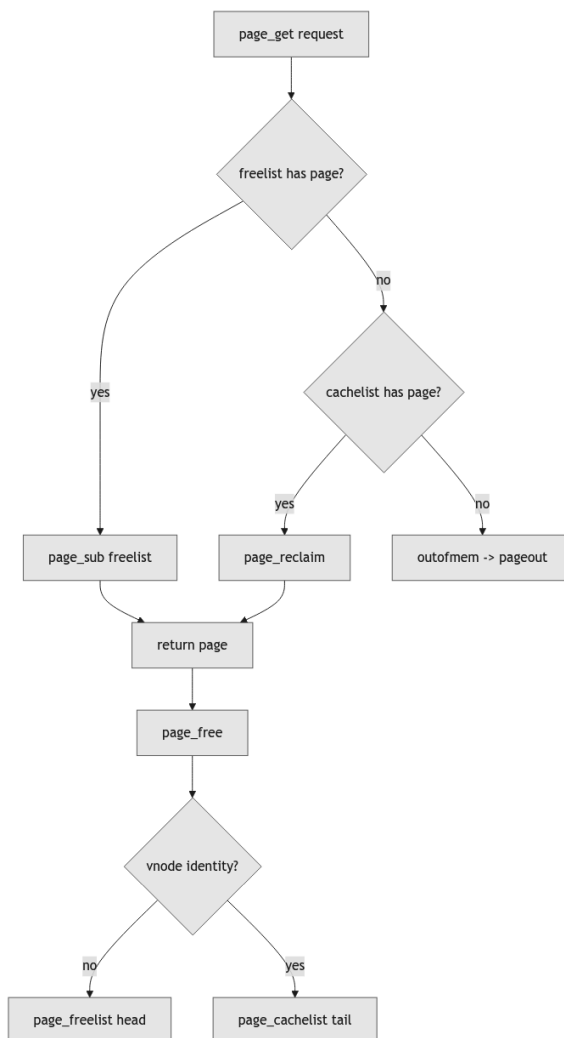 page_get request
freelist has page?
no
cachelist has page?
yes
yes
no
page_sub freelist
page_reclaim
outofmem -> pageout
return page
page_free
vnode identity?
no
yes
page_freelist head
page_cachelist tail